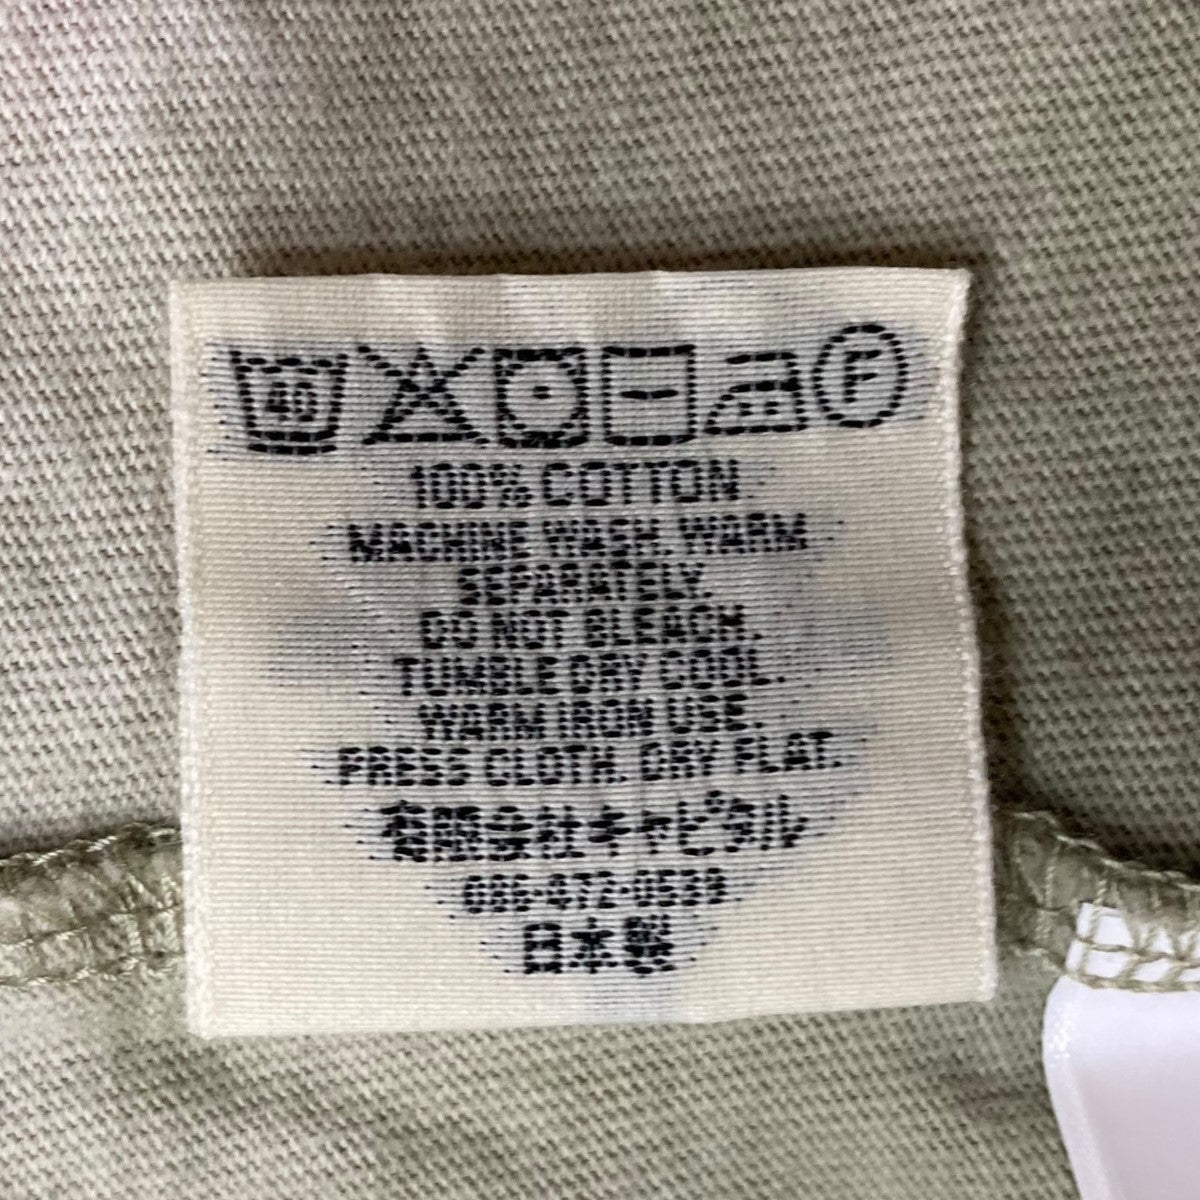 40 F
100% COTTON
MACHINE WASH. WARM
SEPARATELY.
DO NOT BLEACH.
TUMBLE DRY COOL.
WARM IRON USE.
PRESS CLOTH. DRY FLAT.
有限会社キャピタル
086-472-0539
日本製